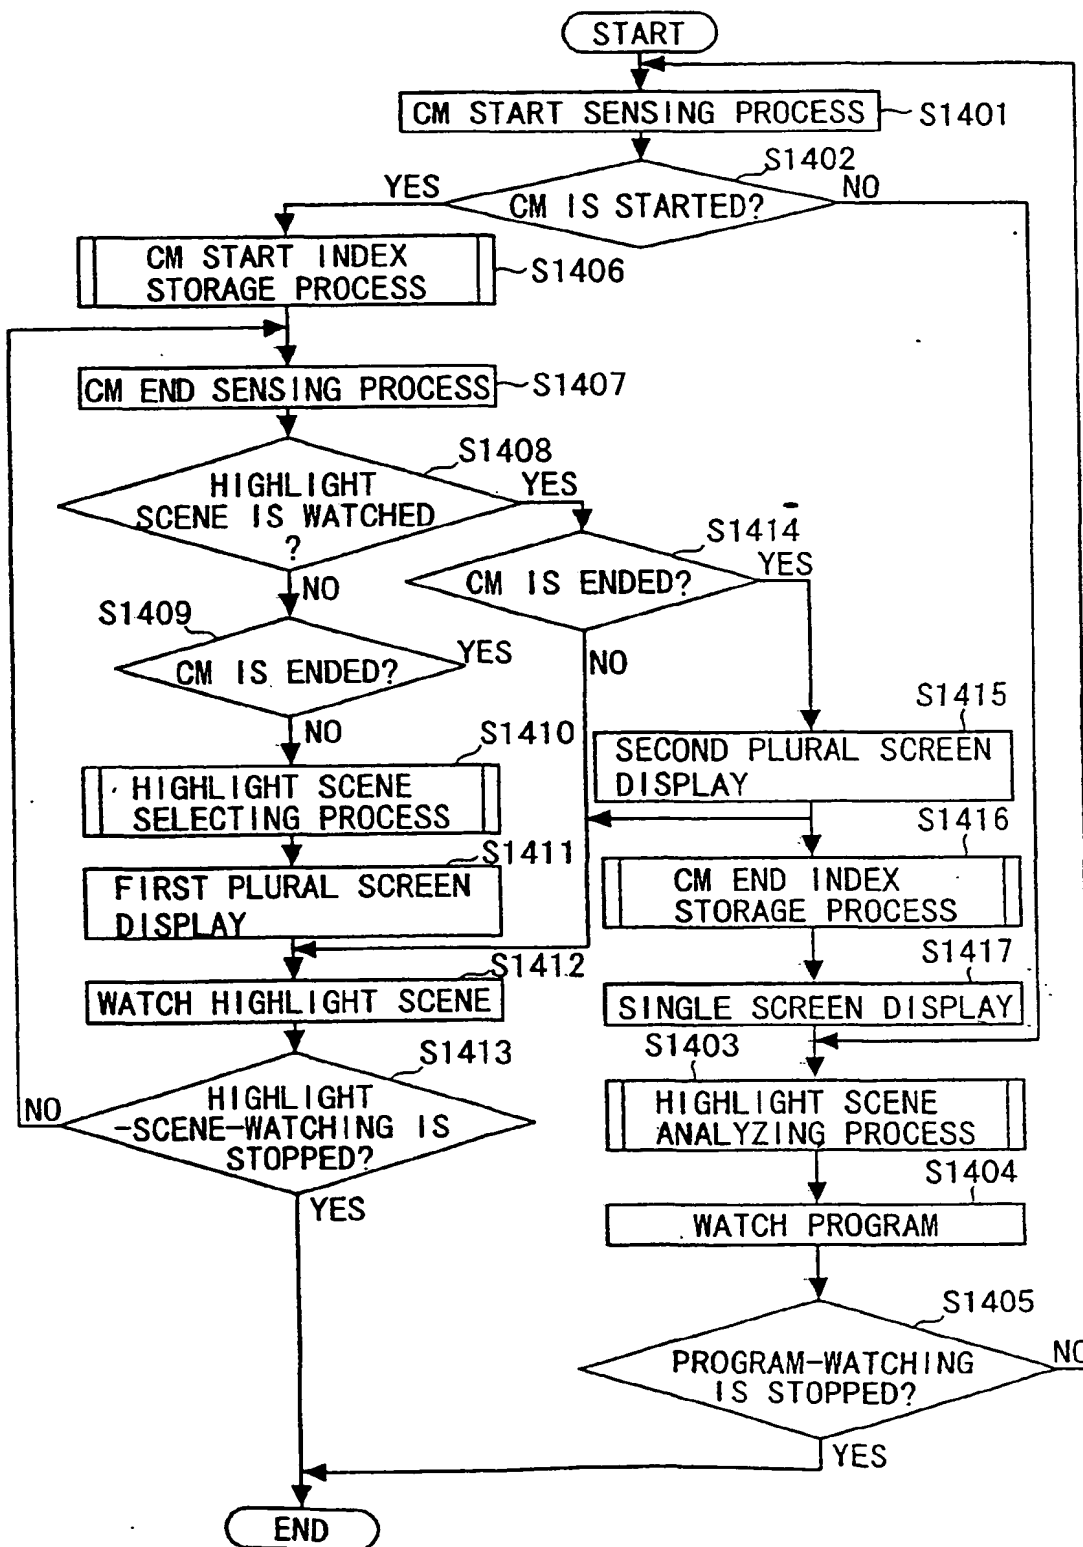 START
CM START SENSING PROCESS
S1401
S1402
YES
CM IS STARTED?
NO
CM START INDEX
STORAGE PROCESS
S1406
CM END SENSING PROCESS
S1407
S1408
HIGHLIGHT
SCENE IS WATCHED
?
YES
NO
S1414
CM IS ENDED?
YES
NO
S1409
CM IS ENDED?
YES
NO
S1410
HIGHLIGHT SCENE
SELECTING PROCESS
S1411
FIRST PLURAL SCREEN
DISPLAY
S1412
WATCH HIGHLIGHT SCENE
S1413
HIGHLIGHT
-SCENE-WATCHING IS
STOPPED?
NO
YES
S1415
SECOND PLURAL SCREEN
DISPLAY
S1416
CM END INDEX
STORAGE PROCESS
S1417
SINGLE SCREEN DISPLAY
S1403
HIGHLIGHT SCENE
ANALYZING PROCESS
S1404
WATCH PROGRAM
S1405
PROGRAM-WATCHING
IS STOPPED?
NO
YES
END